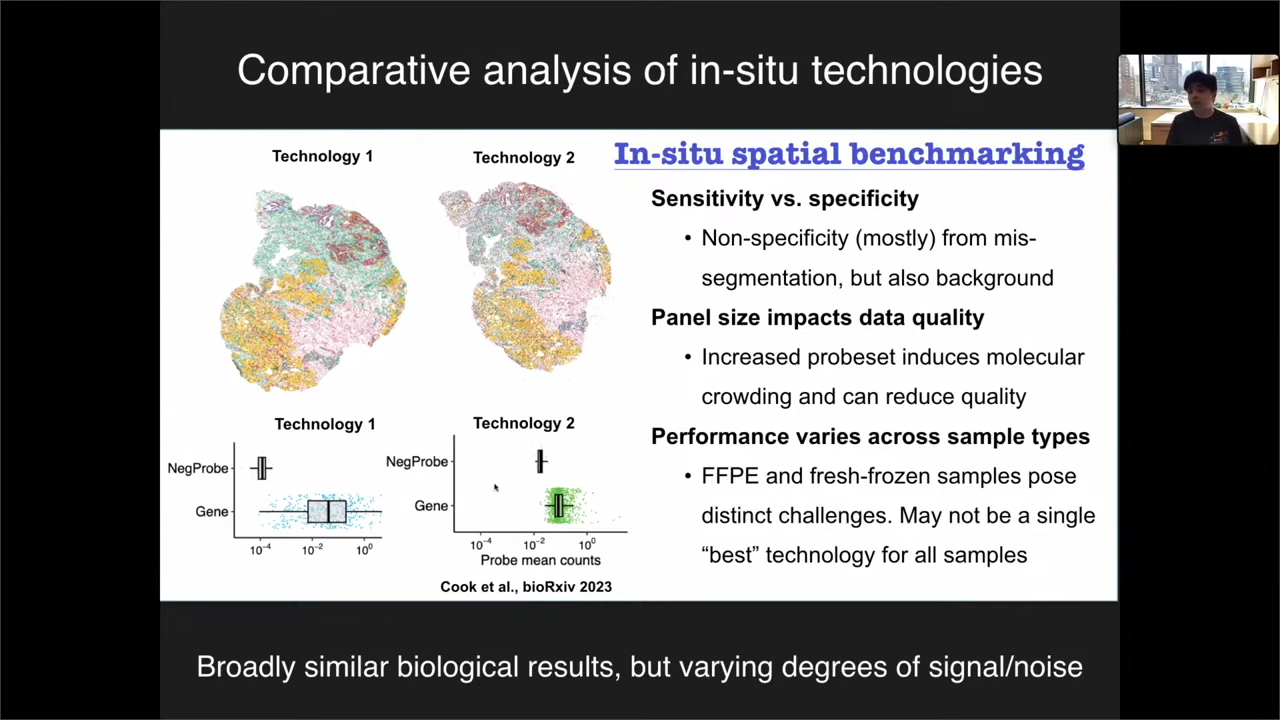 Comparative analysis of in-situ technologies
Technology 1
Technology 2
In-situ spatial benchmarking
Sensitivity vs. specificity
• Non-specificity (mostly) from mis-
segmentation, but also background
Panel size impacts data quality
• Increased probeset induces molecular
crowding and can reduce quality
Performance varies across sample types
• FFPE and fresh-frozen samples pose
distinct challenges. May not be a single
“best” technology for all samples
Technology 1
NegProbe
Gene
10⁻⁴ 10⁻² 10⁰
Technology 2
NegProbe
Gene
10⁻⁴ 10⁻² 10⁰
Probe mean counts
Cook et al., bioRxiv 2023
Broadly similar biological results, but varying degrees of signal/noise